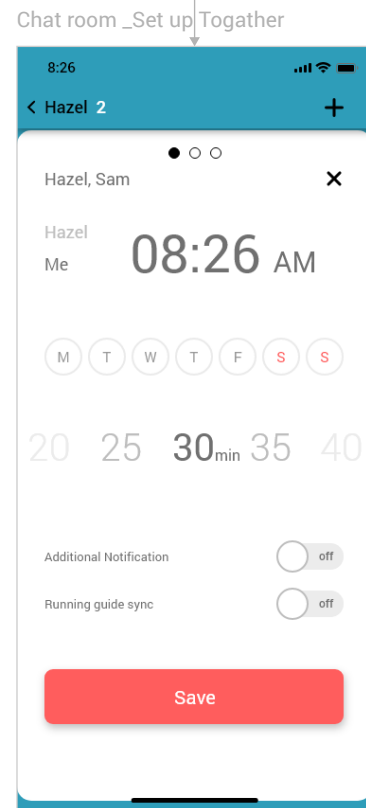 Chat room _Set up Togather
8:26
Hazel 2
Hazel, Sam
Hazel
Me
08:26 AM
M T W T F S S
20 25 30min 35 40
Additional Notification off
Running guide sync off
Save